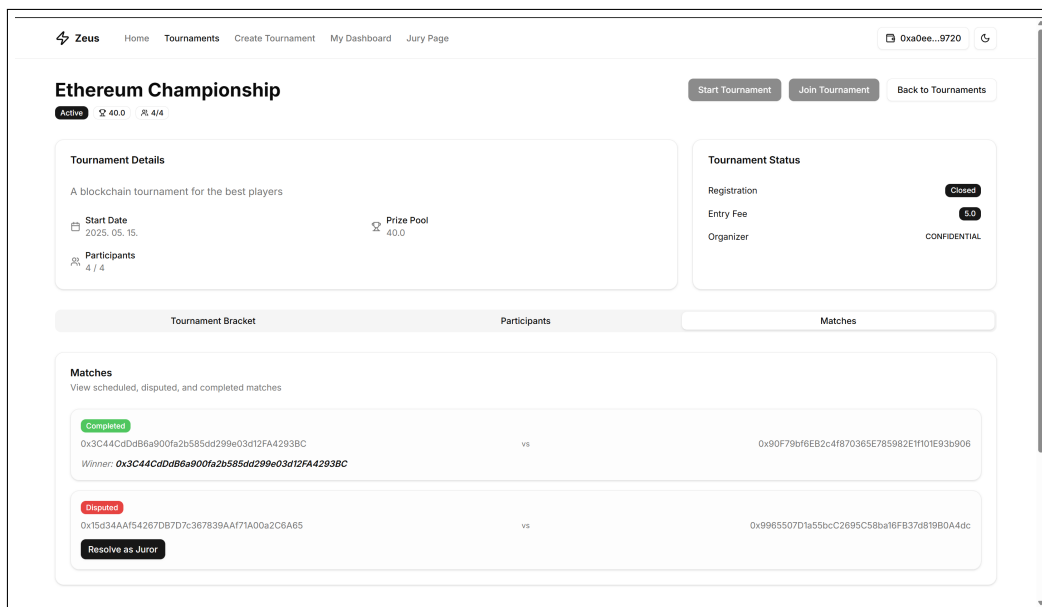 Zeus Home Tournaments Create Tournament My Dashboard Jury Page 0xa0ee...9720
Ethereum Championship Start Tournament Join Tournament Back to Tournaments
Active 40.0 4/4
Tournament Details
A blockchain tournament for the best players
Start Date
2025. 05. 15.
Prize Pool
40.0
Participants
4 / 4
Tournament Status
Registration Closed
Entry Fee 5.0
Organizer CONFIDENTIAL
Tournament Bracket Participants Matches
Matches
View scheduled, disputed, and completed matches
Completed
0x3C44CdDdB6a900fa2b585dd299e03d12FA4293BC vs 0x90F79bf6EB2c4f870365E785982E1f101E93b906
Winner: 0x3C44CdDdB6a900fa2b585dd299e03d12FA4293BC
Disputed
0x15d34AAf54267DB7D7c367839AAf71A00a2C6A65 vs 0x9965507D1a55bcC2695C58ba16FB37d819B0A4dc
Resolve as Juror